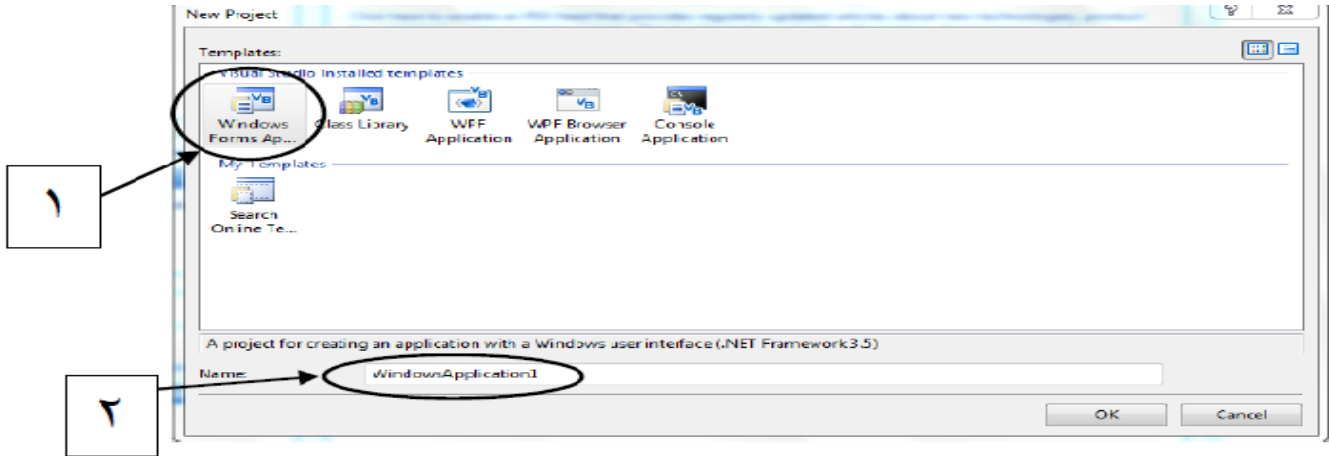 New Project
Templates:
Visual Studio installed templates
Windows Forms Ap...
Class Library
WPF Application
WPF Browser Application
Console Application
My Templates
Search Online Te...
A project for creating an application with a Windows user interface (.NET Framework 3.5)
Name:
WindowsApplication1
OK
Cancel
١
٢